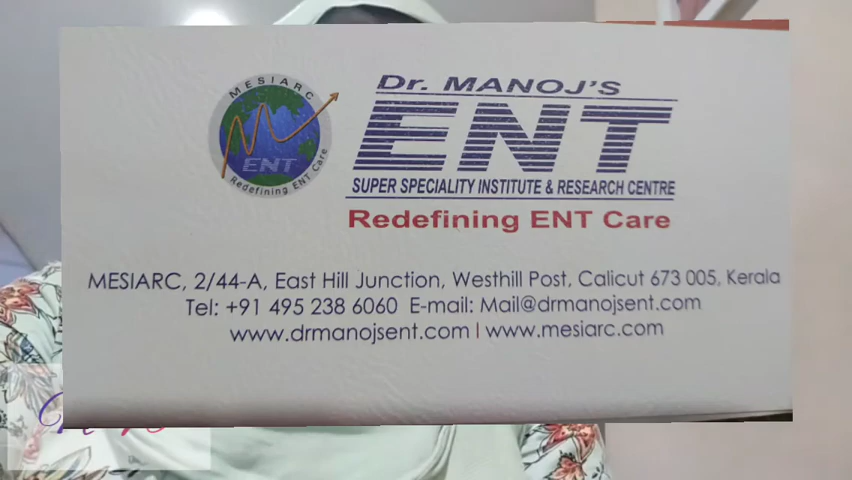 MESIARC
ENT
Redefining ENT Care
Dr. MANOJ'S
ENT
SUPER SPECIALITY INSTITUTE & RESEARCH CENTRE
Redefining ENT Care
MESIARC, 2/44-A, East Hill Junction, Westhill Post, Calicut 673 005, Kerala
Tel: +91 495 238 6060 E-mail: Mail@drmanojsent.com
www.drmanojsent.com | www.mesiarc.com